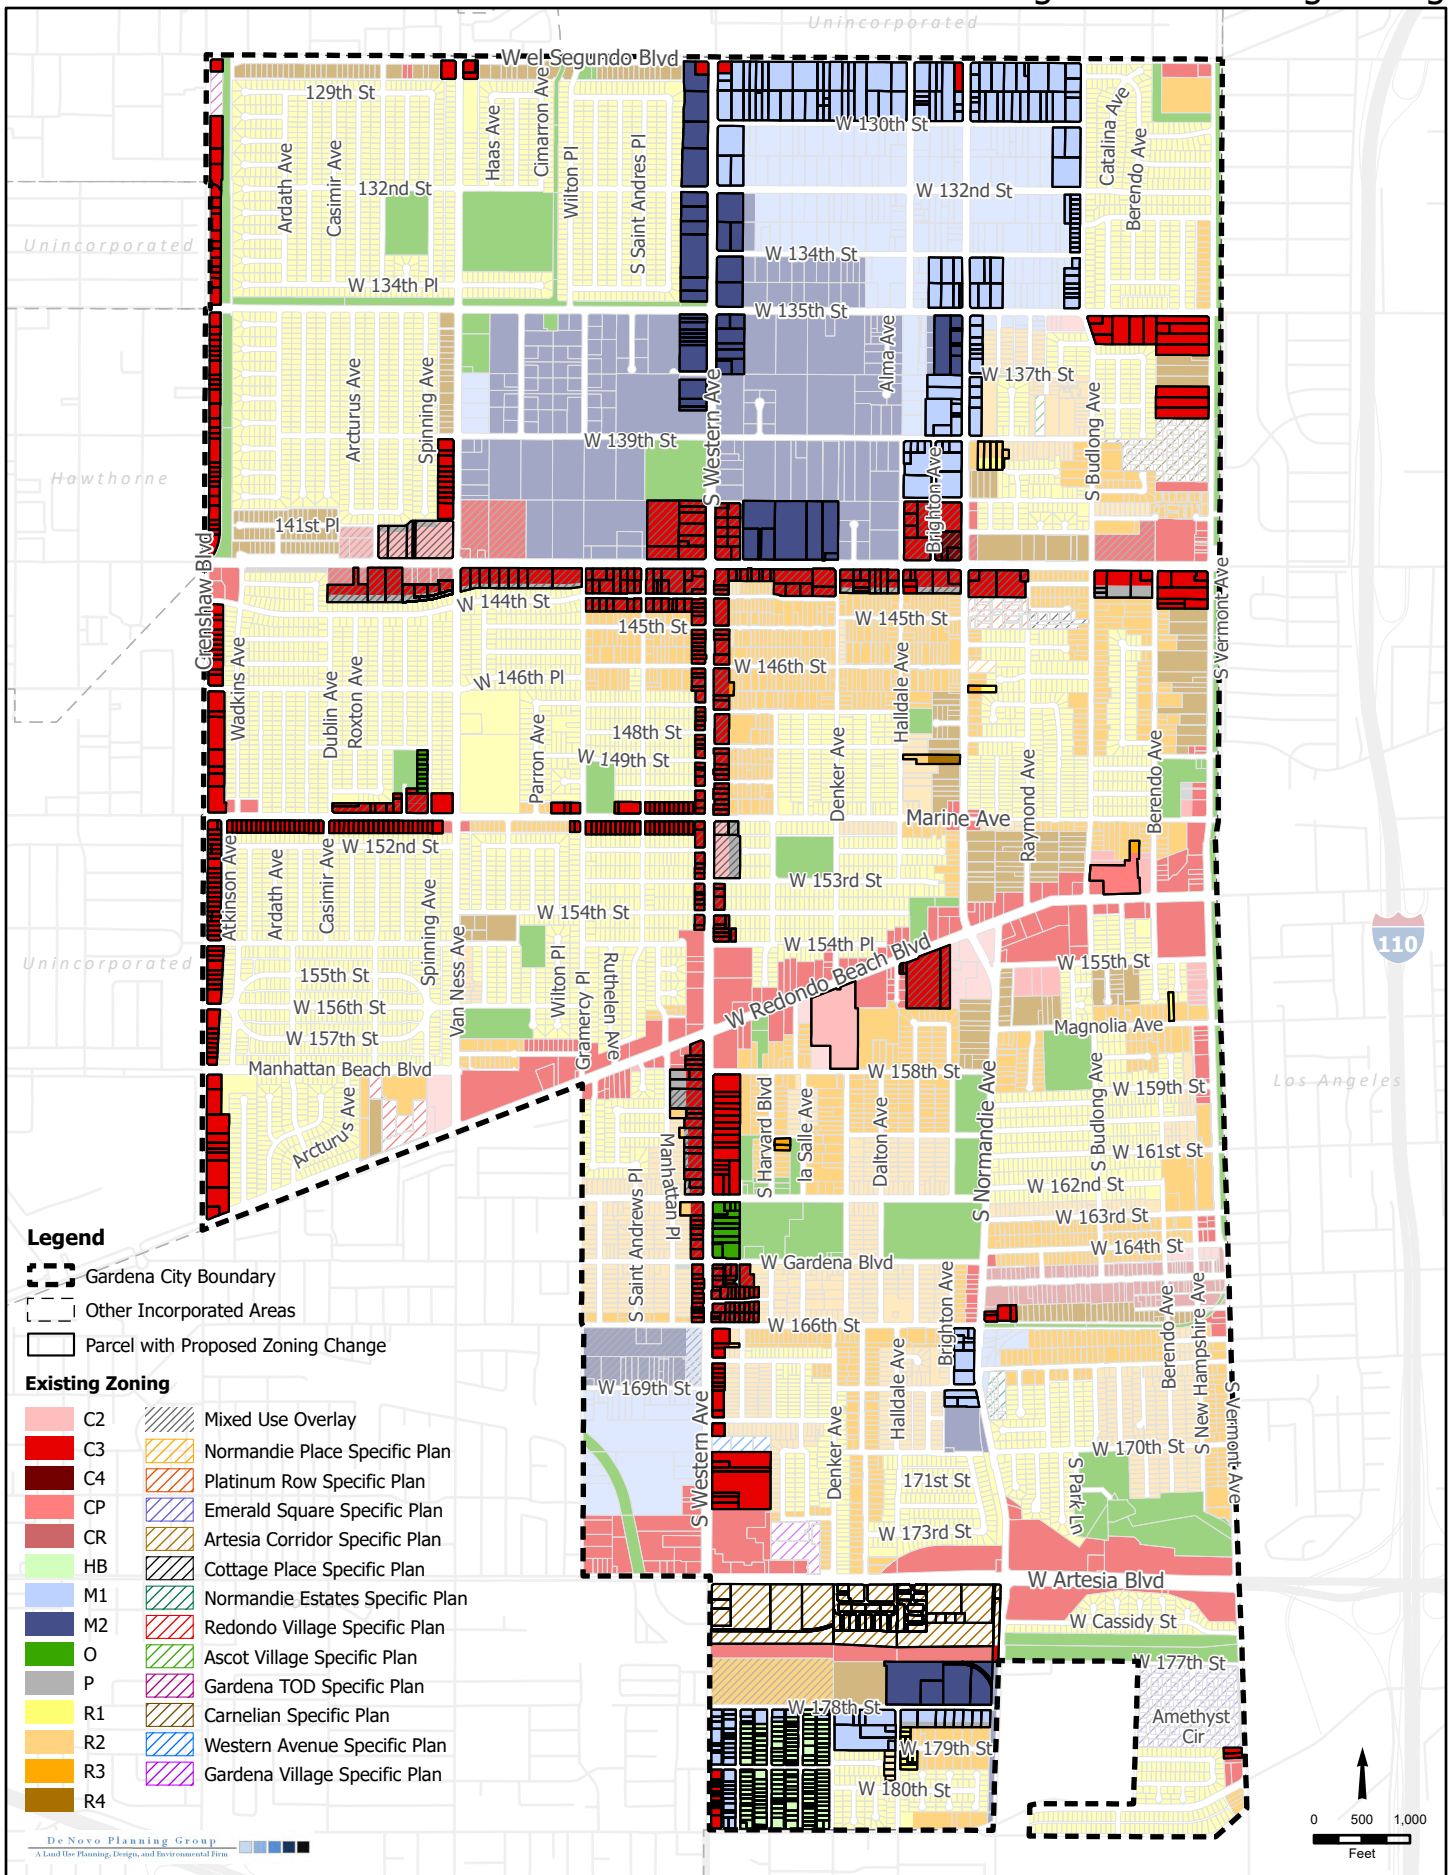 Unincorporated
W el Segundo Blvd
129th St
Haas Ave
Cimarron Ave
Wilton Pl
S Saint Andres Pl
W 130th St
Catalina Ave
Berendo Ave
Ardath Ave
Casimir Ave
132nd St
W 132nd St
Unincorporated
W 134th St
W 134th Pl
W 135th St
Arcturus Ave
Spinning Ave
S Western Ave
Alma Ave
W 137th St
S Budlong Ave
Hawthorne
W 139th St
Brighton Ave
141st Pl
Crenshaw Blvd
W 144th St
145th St
W 145th St
S Vermont Ave
Wadkins Ave
Dublin Ave
Roxton Ave
W 146th Pl
W 146th St
Halldale Ave
148th St
W 149th St
Parron Ave
Denker Ave
Raymond Ave
Berendo Ave
Marine Ave
W 152nd St
W 153rd St
Atkinson Ave
Ardath Ave
Casimir Ave
Spinning Ave
W 154th St
Van Ness Ave
Wilton Pl
Gramercy Pl
Ruthelen Ave
W 154th Pl
W Redondo Beach Blvd
110
Unincorporated
155th St
W 155th St
W 156th St
W 157th St
Magnolia Ave
Manhattan Beach Blvd
W 158th St
Los Angeles
W 159th St
Arcturus Ave
Manhattan Pl
S Saint Andrews Pl
S Harvard Blvd
la Salle Ave
Dalton Ave
S Normandie Ave
S Budlong Ave
W 161st St
W 162nd St
W 163rd St
W 164th St
W Gardena Blvd
Brighton Ave
Berendo Ave
S New Hampshire Ave
W 166th St
W 169th St
S Western Ave
Denker Ave
Halldale Ave
S Vermont Ave
W 170th St
171st St
S Park Ln
W 173rd St
W Artesia Blvd
W Cassidy St
W 177th St
W 178th St
Amethyst
Cir
W 179th St
W 180th St
Legend
Gardena City Boundary
Other Incorporated Areas
Parcel with Proposed Zoning Change
Existing Zoning
C2
C3
C4
CP
CR
HB
M1
M2
O
P
R1
R2
R3
R4
Mixed Use Overlay
Normandie Place Specific Plan
Platinum Row Specific Plan
Emerald Square Specific Plan
Artesia Corridor Specific Plan
Cottage Place Specific Plan
Normandie Estates Specific Plan
Redondo Village Specific Plan
Ascot Village Specific Plan
Gardena TOD Specific Plan
Carnelian Specific Plan
Western Avenue Specific Plan
Gardena Village Specific Plan
De Novo Planning Group
A Land Use Planning, Design, and Environmental Firm
0 500 1,000
Feet